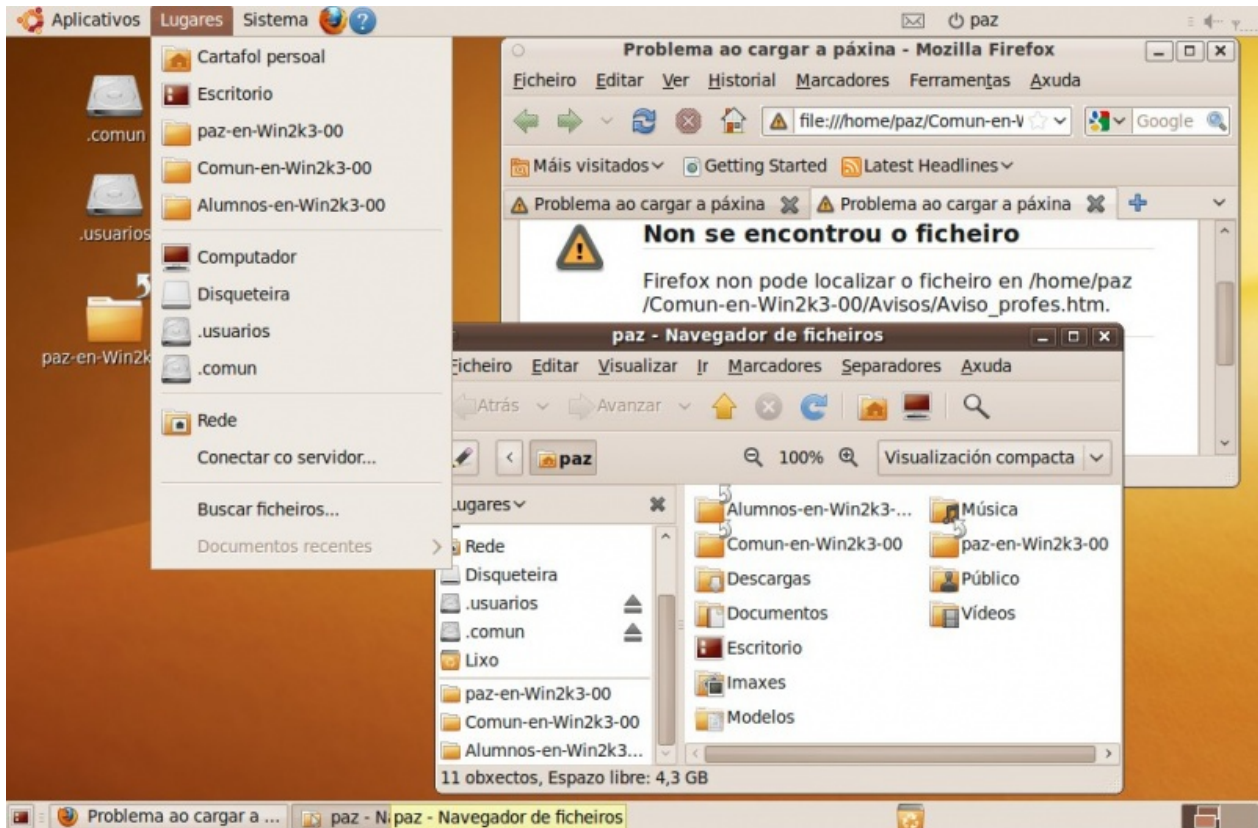 Aplicativos Lugares Sistema paz
.comun
.usuarios
paz-en-Win2k
Cartafol persoal
Escritorio
paz-en-Win2k3-00
Comun-en-Win2k3-00
Alumnos-en-Win2k3-00
Computador
Disqueteira
.usuarios
.comun
Rede
Conectar co servidor...
Buscar ficheiros...
Documentos recentes
Problema ao cargar a páxina - Mozilla Firefox
Ficheiro Editar Ver Historial Marcadores Ferramentas Axuda
file:///home/paz/Comun-en-V Google
Máis visitados Getting Started Latest Headlines
Problema ao cargar a páxina Problema ao cargar a páxina
Non se encontrou o ficheiro
Firefox non pode localizar o ficheiro en /home/paz
/Comun-en-Win2k3-00/Avisos/Aviso_profes.htm.
paz - Navegador de ficheiros
Ficheiro Editar Visualizar Ir Marcadores Separadores Axuda
Atrás Avanzar
paz 100% Visualización compacta
Lugares
Rede
Disqueteira
.usuarios
.comun
Lixo
paz-en-Win2k3-00
Comun-en-Win2k3-00
Alumnos-en-Win2k3...
Alumnos-en-Win2k3-... Música
Comun-en-Win2k3-00 paz-en-Win2k3-00
Descargas Público
Documentos Vídeos
Escritorio
Imaxes
Modelos
11 obxectos, Espazo libre: 4,3 GB
Problema ao cargar a ... paz - Na paz - Navegador de ficheiros